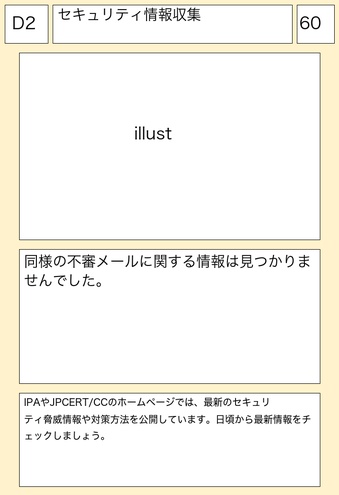 D2
セキュリティ情報収集
60
illust
同様の不審メールに関する情報は見つかりま
せんでした。
IPAやJPCERT/CCのホームページでは、最新のセキュリ
ティ脅威情報や対策方法を公開しています。日頃から最新情報をチ
ェックしましょう。